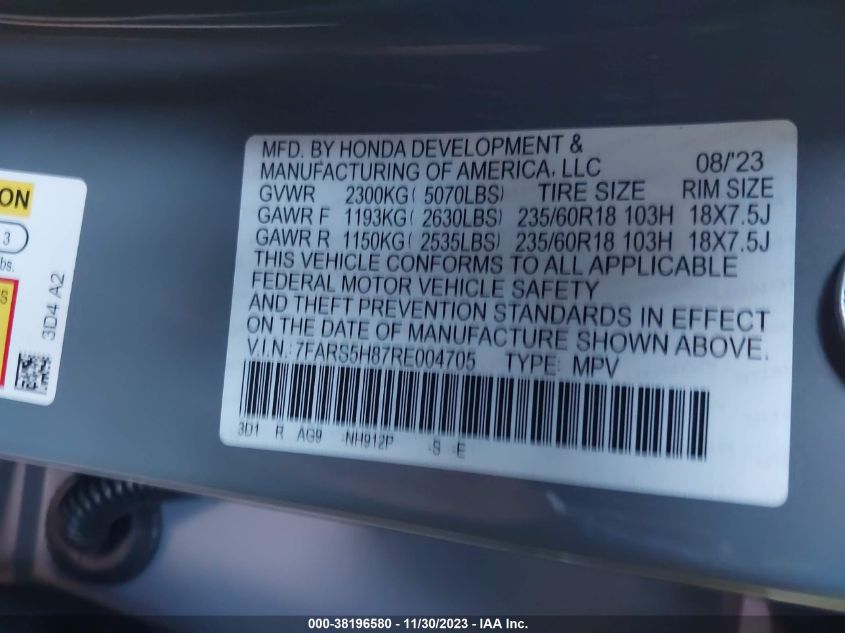 MFD. BY HONDA DEVELOPMENT &
MANUFACTURING OF AMERICA, LLC 08/'23
GVWR 2300KG( 5070LBS) TIRE SIZE RIM SIZE
GAWR F 1193KG( 2630LBS) 235/60R18 103H 18X7.5J
GAWR R 1150KG( 2535LBS) 235/60R18 103H 18X7.5J
THIS VEHICLE CONFORMS TO ALL APPLICABLE
FEDERAL MOTOR VEHICLE SAFETY
AND THEFT PREVENTION STANDARDS IN EFFECT
ON THE DATE OF MANUFACTURE SHOWN ABOVE.
V.I.N.: 7FARS5H87RE004705 TYPE: MPV
3D1 R AG9 -NH912P -S -E
ON
3
bs.
3D4 A2
000-38196580 - 11/30/2023 - IAA Inc.